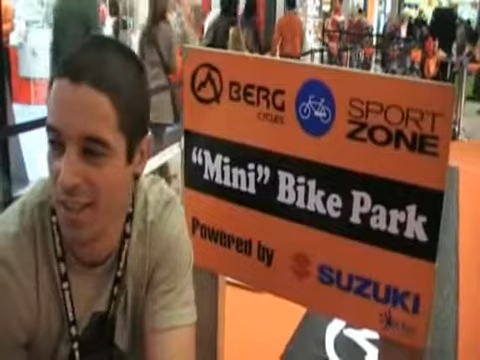 BERG
CYCLES
SPORT
ZONE
"Mini" Bike Park
Powered by
SUZUKI